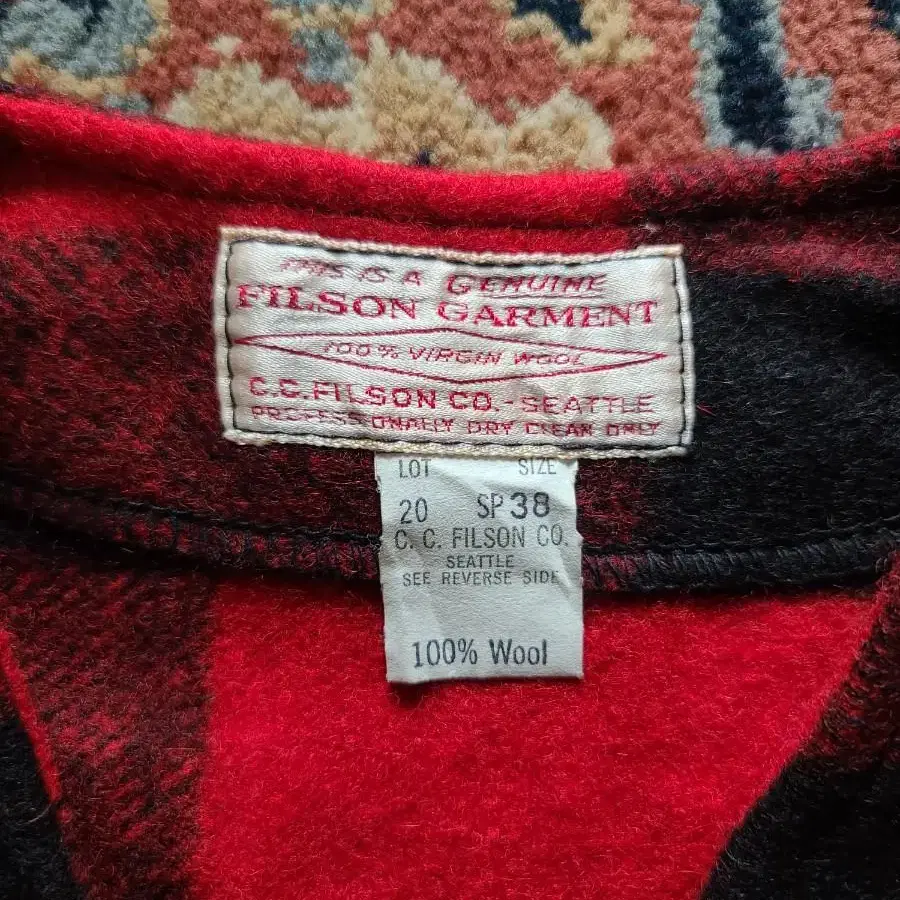 THIS IS A GENUINE
FILSON GARMENT
100% VIRGIN WOOL
C.C.FILSON CO.-SEATTLE
PROFESSIONALLY DRY CLEAN ONLY
LOT SIZE
20 SP 38
C. C. FILSON CO.
SEATTLE
SEE REVERSE SIDE
100% Wool